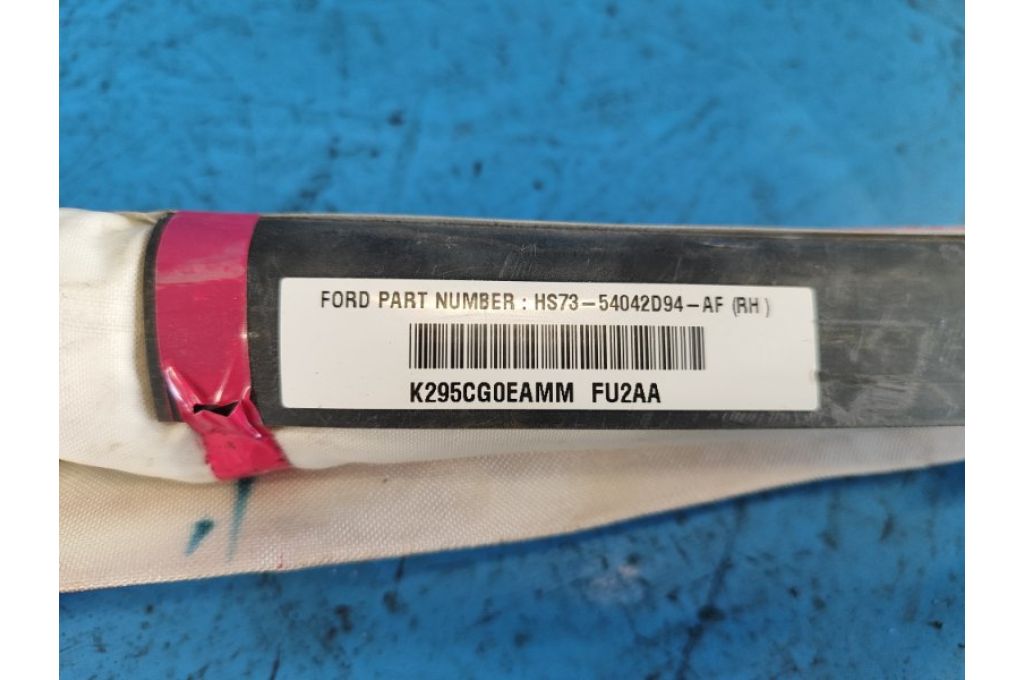 FORD PART NUMBER : HS73-54042D94-AF (RH)
K295CG0EAMM FU2AA